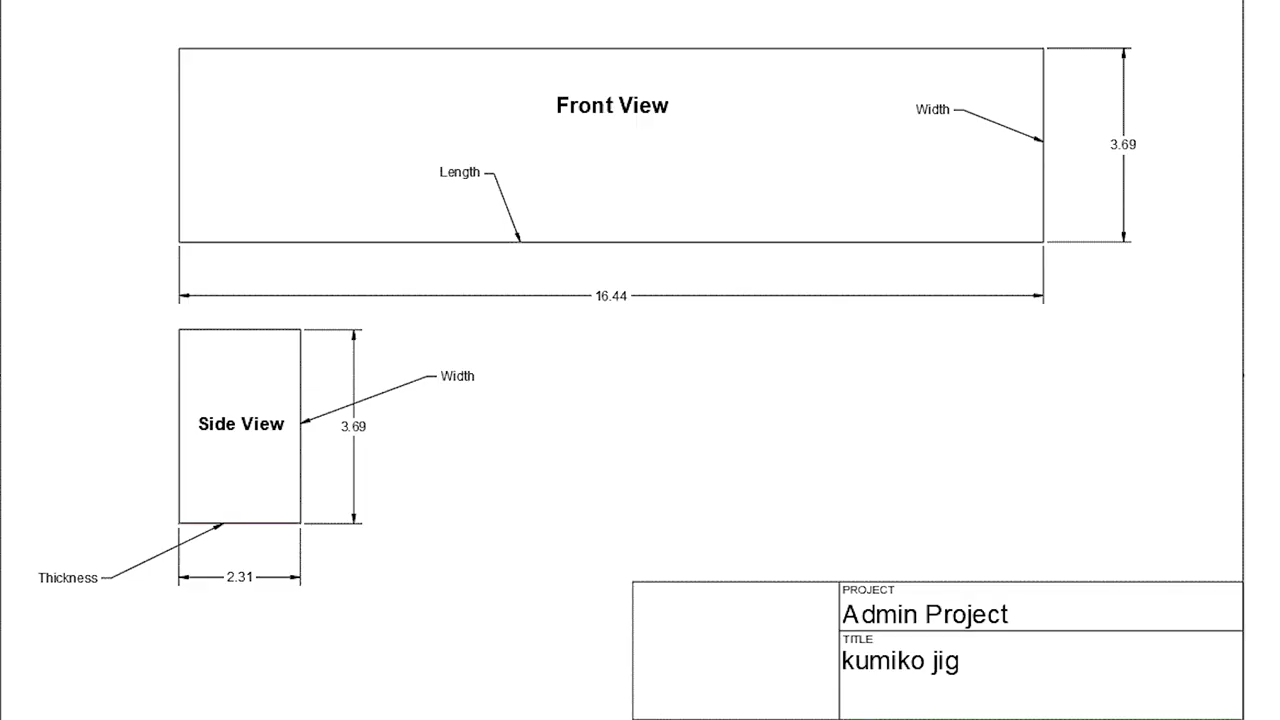 Front View
Width
3.69
Length
16.44
Width
Side View
3.69
Thickness
2.31
PROJECT
Admin Project
TITLE
kumiko jig